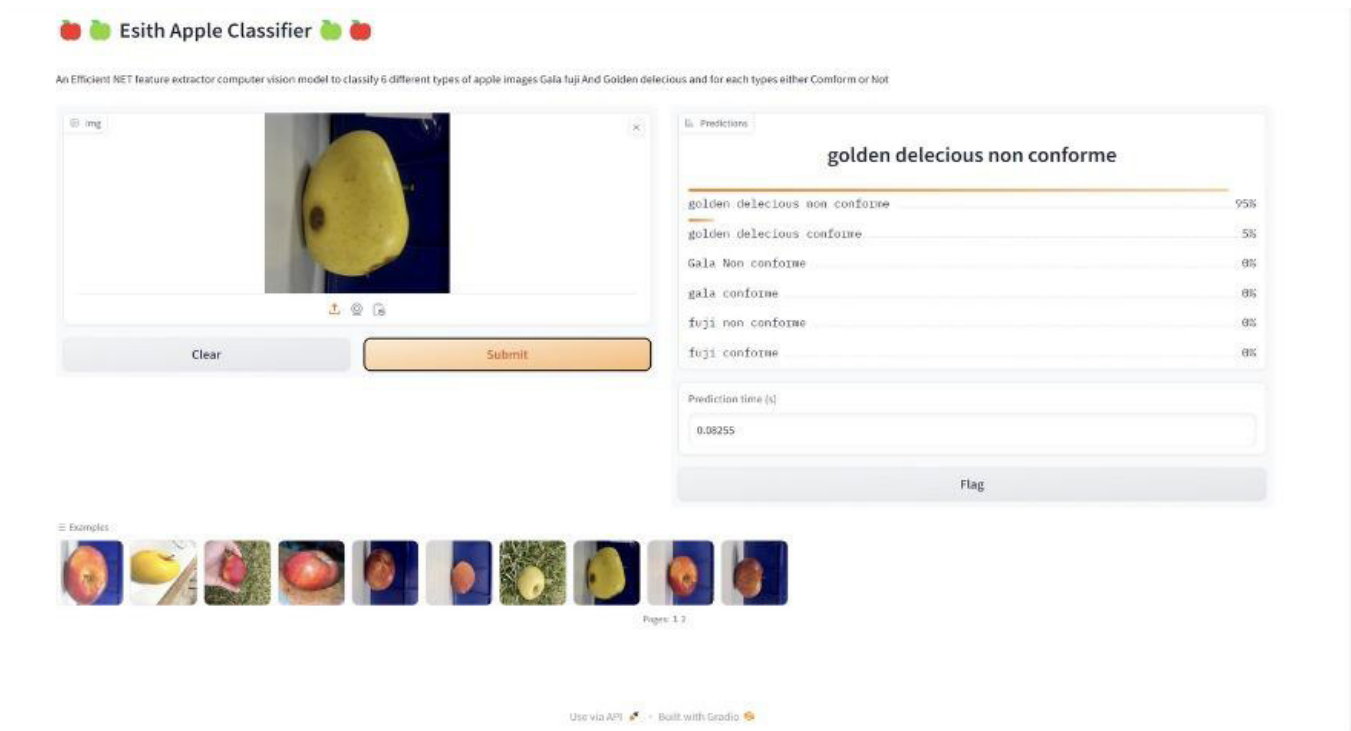 Esith Apple Classifier
An Efficient NET feature extractor computer vision model to classify 6 different types of apple images Gala fuji And Golden delecious and for each types either Comform or Not
img
Clear
Submit
Predictions
golden delecious non conforme
golden delecious non conforme 95%
golden delecious conforme 5%
Gala Non conforme 0%
gala conforme 0%
fuji non conforme 0%
fuji conforme 0%
Prediction time (s)
0.08255
Flag
Examples
Pages: 1
Use via API · Built with Gradio